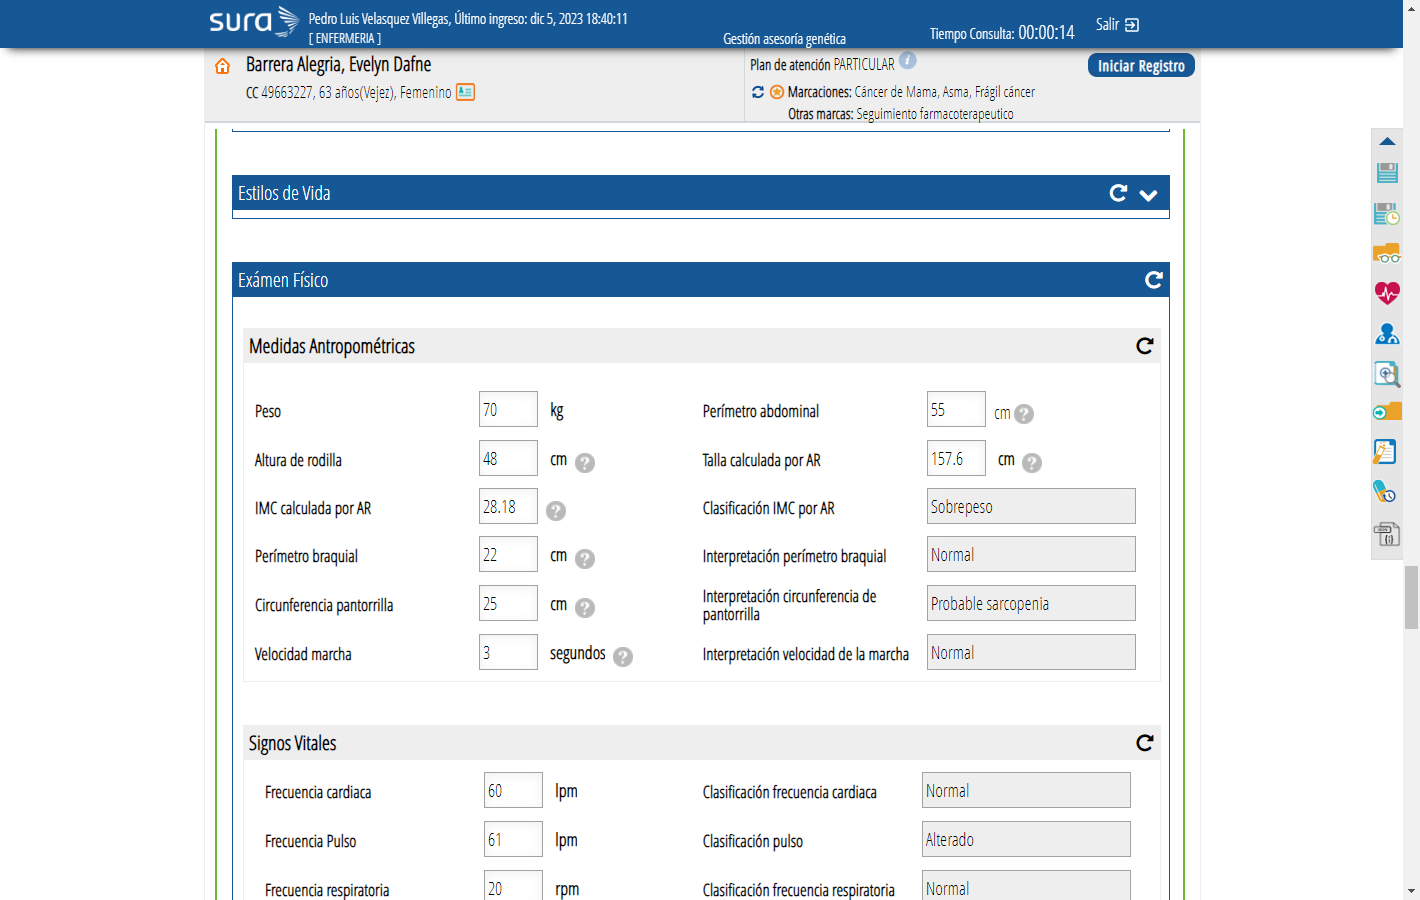 sura
Pedro Luis Velasquez Villegas, Último ingreso: dic 5, 2023 18:40:11
[ ENFERMERIA ]
Gestión asesoría genética
Tiempo Consulta: 00:00:14
Salir
Barrera Alegria, Evelyn Dafne
CC 49663227, 63 años(Vejez), Femenino
Plan de atención PARTICULAR
Marcaciones: Cáncer de Mama, Asma, Frágil cáncer
Otras marcas: Seguimiento farmacoterapeutico
Iniciar Registro
Estilos de Vida
Exámen Físico
Medidas Antropométricas
Peso 70 kg Perímetro abdominal 55 cm ?
Altura de rodilla 48 cm ? Talla calculada por AR 157.6 cm ?
IMC calculada por AR 28.18 ? Clasificación IMC por AR Sobrepeso
Perímetro braquial 22 cm ? Interpretación perímetro braquial Normal
Circunferencia pantorrilla 25 cm ? Interpretación circunferencia de pantorrilla Probable sarcopenia
Velocidad marcha 3 segundos ? Interpretación velocidad de la marcha Normal
Signos Vitales
Frecuencia cardiaca 60 lpm Clasificación frecuencia cardiaca Normal
Frecuencia Pulso 61 lpm Clasificación pulso Alterado
Frecuencia respiratoria 20 rpm Clasificación frecuencia respiratoria Normal